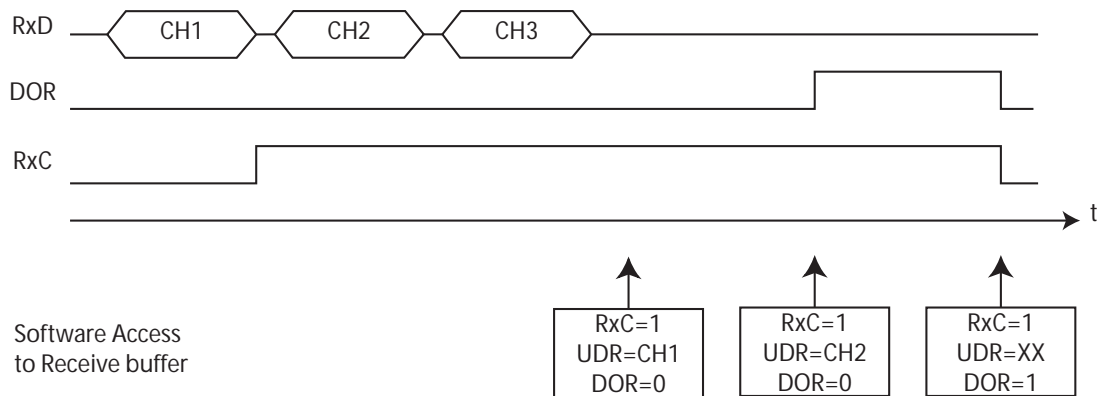 RxD
CH1
CH2
CH3
DOR
RxC
t
Software Access
to Receive buffer
RxC=1
UDR=CH1
DOR=0
RxC=1
UDR=CH2
DOR=0
RxC=1
UDR=XX
DOR=1